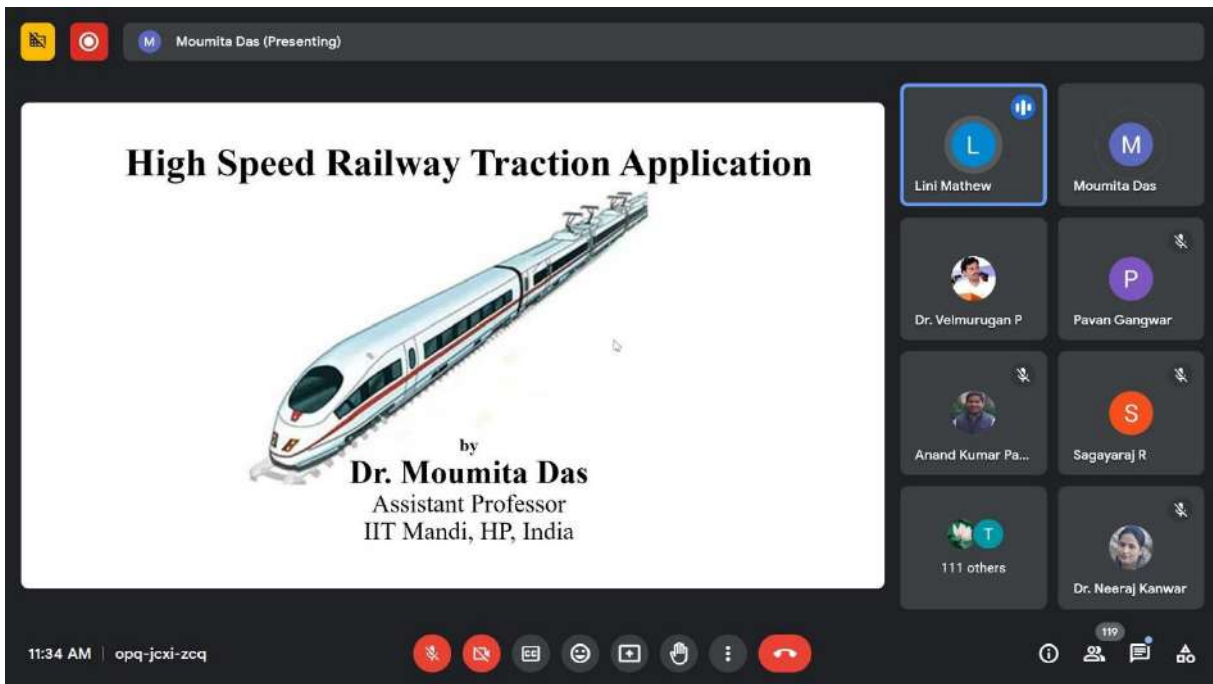 M Moumita Das (Presenting)
High Speed Railway Traction Application
by
Dr. Moumita Das
Assistant Professor
IIT Mandi, HP, India
L
Lini Mathew
M
Moumita Das
Dr. Velmurugan P
P
Pavan Gangwar
Anand Kumar Pa...
S
Sagayaraj R
T
111 others
Dr. Neeraj Kanwar
11:34 AM | opq-jcxi-zcq
CC
119